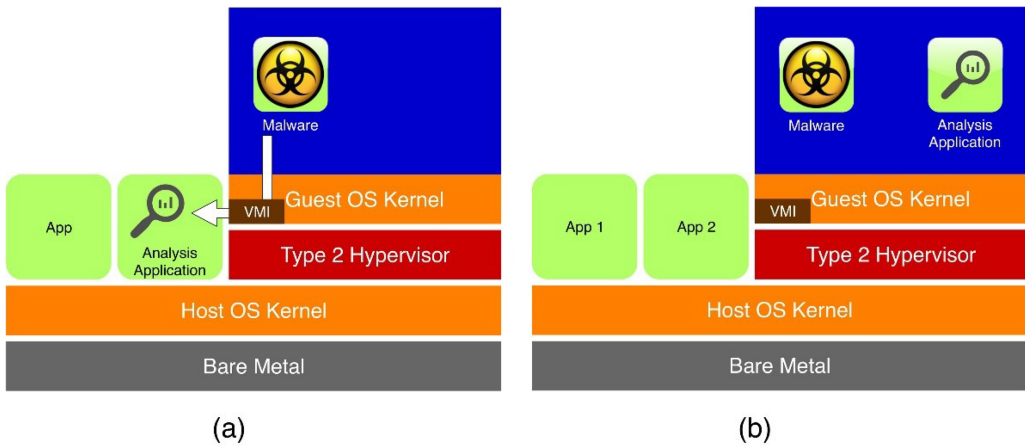 Malware
Guest OS Kernel
VMI
App
Analysis
Application
Type 2 Hypervisor
Host OS Kernel
Bare Metal
(a)
Malware
Analysis
Application
Guest OS Kernel
VMI
App 1
App 2
Type 2 Hypervisor
Host OS Kernel
Bare Metal
(b)